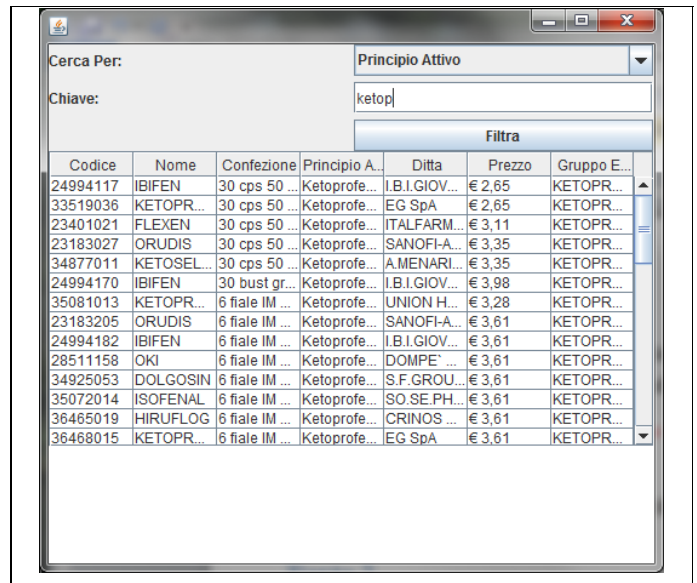 Cerca Per: Principio Attivo
Chiave: ketop
Filtra
Codice Nome Confezione Principio A... Ditta Prezzo Gruppo E...
24994117 IBIFEN 30 cps 50 ... Ketoprofe... I.B.I.GIOV... € 2,65 KETOPR...
33519036 KETOPR... 30 cps 50 ... Ketoprofe... EG SpA € 2,65 KETOPR...
23401021 FLEXEN 30 cps 50 ... Ketoprofe... ITALFARM... € 3,11 KETOPR...
23183027 ORUDIS 30 cps 50 ... Ketoprofe... SANOFI-A... € 3,35 KETOPR...
34877011 KETOSEL... 30 cps 50 ... Ketoprofe... A.MENARI... € 3,35 KETOPR...
24994170 IBIFEN 30 bust gr... Ketoprofe... I.B.I.GIOV... € 3,98 KETOPR...
35081013 KETOPR... 6 fiale IM ... Ketoprofe... UNION H... € 3,28 KETOPR...
23183205 ORUDIS 6 fiale IM ... Ketoprofe... SANOFI-A... € 3,61 KETOPR...
24994182 IBIFEN 6 fiale IM ... Ketoprofe... I.B.I.GIOV... € 3,61 KETOPR...
28511158 OKI 6 fiale IM ... Ketoprofe... DOMPE` ... € 3,61 KETOPR...
34925053 DOLGOSIN 6 fiale IM ... Ketoprofe... S.F.GROU... € 3,61 KETOPR...
35072014 ISOFENAL 6 fiale IM ... Ketoprofe... SO.SE.PH... € 3,61 KETOPR...
36465019 HIRUFLOG 6 fiale IM ... Ketoprofe... CRINOS ... € 3,61 KETOPR...
36468015 KETOPR... 6 fiale IM ... Ketoprofe... EG SpA € 3,61 KETOPR...